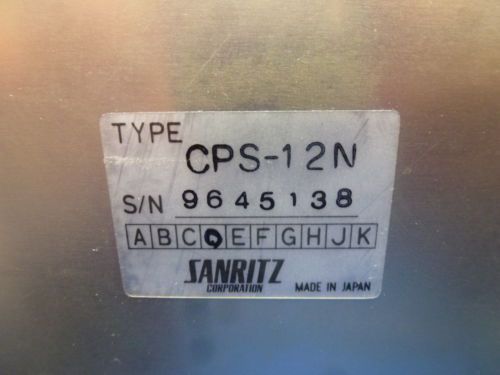 TYPE CPS-12N
S/N 9645138
A B C E F G H J K
SANRITZ
CORPORATION MADE IN JAPAN